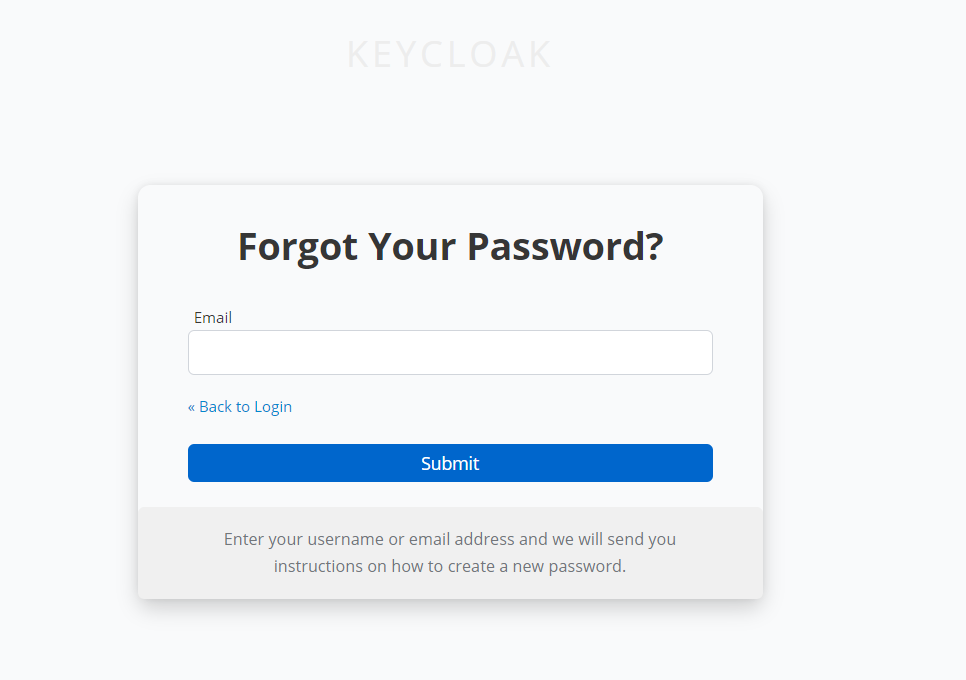 KEYCLOAK
Forgot Your Password?
Email
« Back to Login
Submit
Enter your username or email address and we will send you
instructions on how to create a new password.